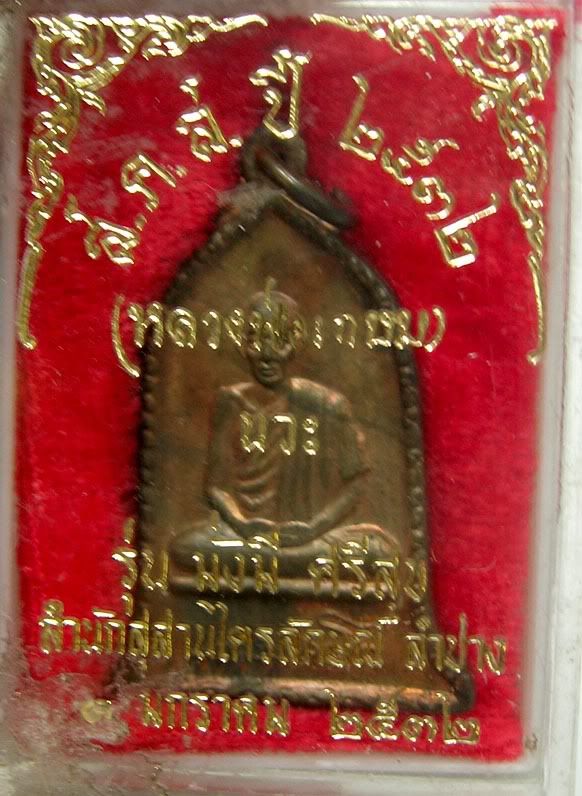 ส.ค.ส. ปี ๒๕๓๒
(หลวงพ่อเกษม)
นวะ
รุ่น มั่งมี ศรีสุข
สำนักสุสานไตรลักษณ์ ลำปาง
มกราคม ๒๕๓๒